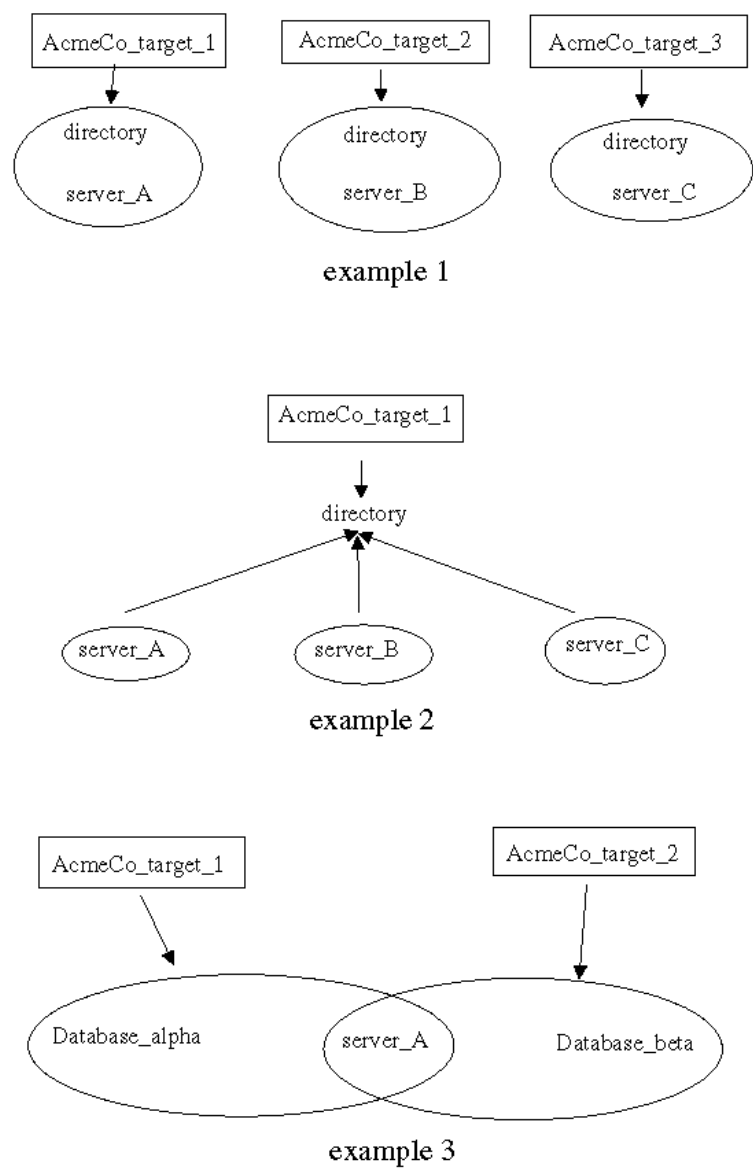 AcmeCo_target_1
AcmeCo_target_2
AcmeCo_target_3
directory
server_A
directory
server_B
directory
server_C
example 1
AcmeCo_target_1
directory
server_A
server_B
server_C
example 2
AcmeCo_target_1
AcmeCo_target_2
Database_alpha
server_A
Database_beta
example 3